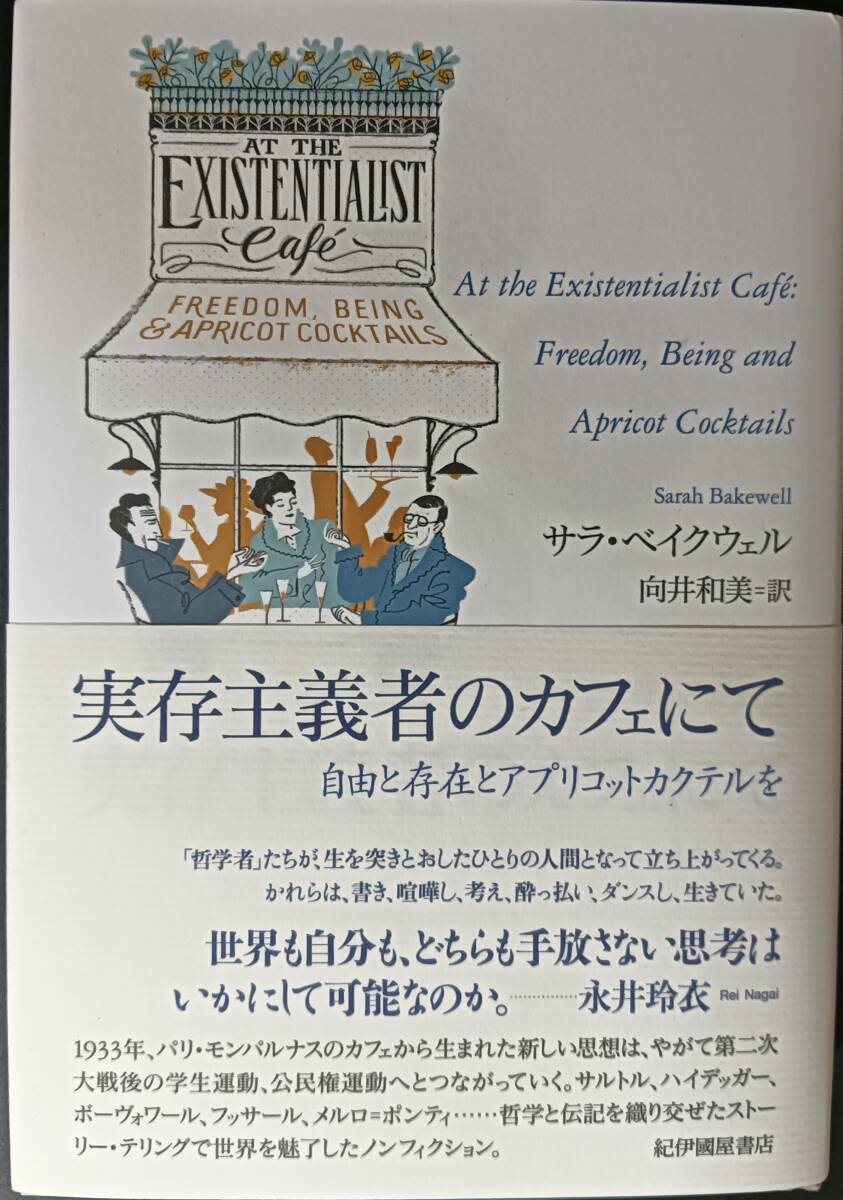 AT THE
EXISTENTIALIST
Café
FREEDOM, BEING
& APRICOT COCKTAILS
At the Existentialist Café:
Freedom, Being and
Apricot Cocktails
Sarah Bakewell
サラ・ベイクウェル
向井和美=訳
実存主義者のカフェにて
自由と存在とアプリコットカクテルを
「哲学者」たちが、生を突きとおしたひとりの人間となって立ち上がってくる。
かれらは、書き、喧嘩し、考え、酔っ払い、ダンスし、生きていた。
世界も自分も、どちらも手放さない思考は
いかにして可能なのか。……………永井玲衣 Rei Nagai
1933年、パリ・モンパルナスのカフェから生まれた新しい思想は、やがて第二次
大戦後の学生運動、公民権運動へとつながっていく。サルトル、ハイデッガー、
ボーヴォワール、フッサール、メルロ=ポンティ……哲学と伝記を織り交ぜたストー
リー・テリングで世界を魅了したノンフィクション。 紀伊國屋書店